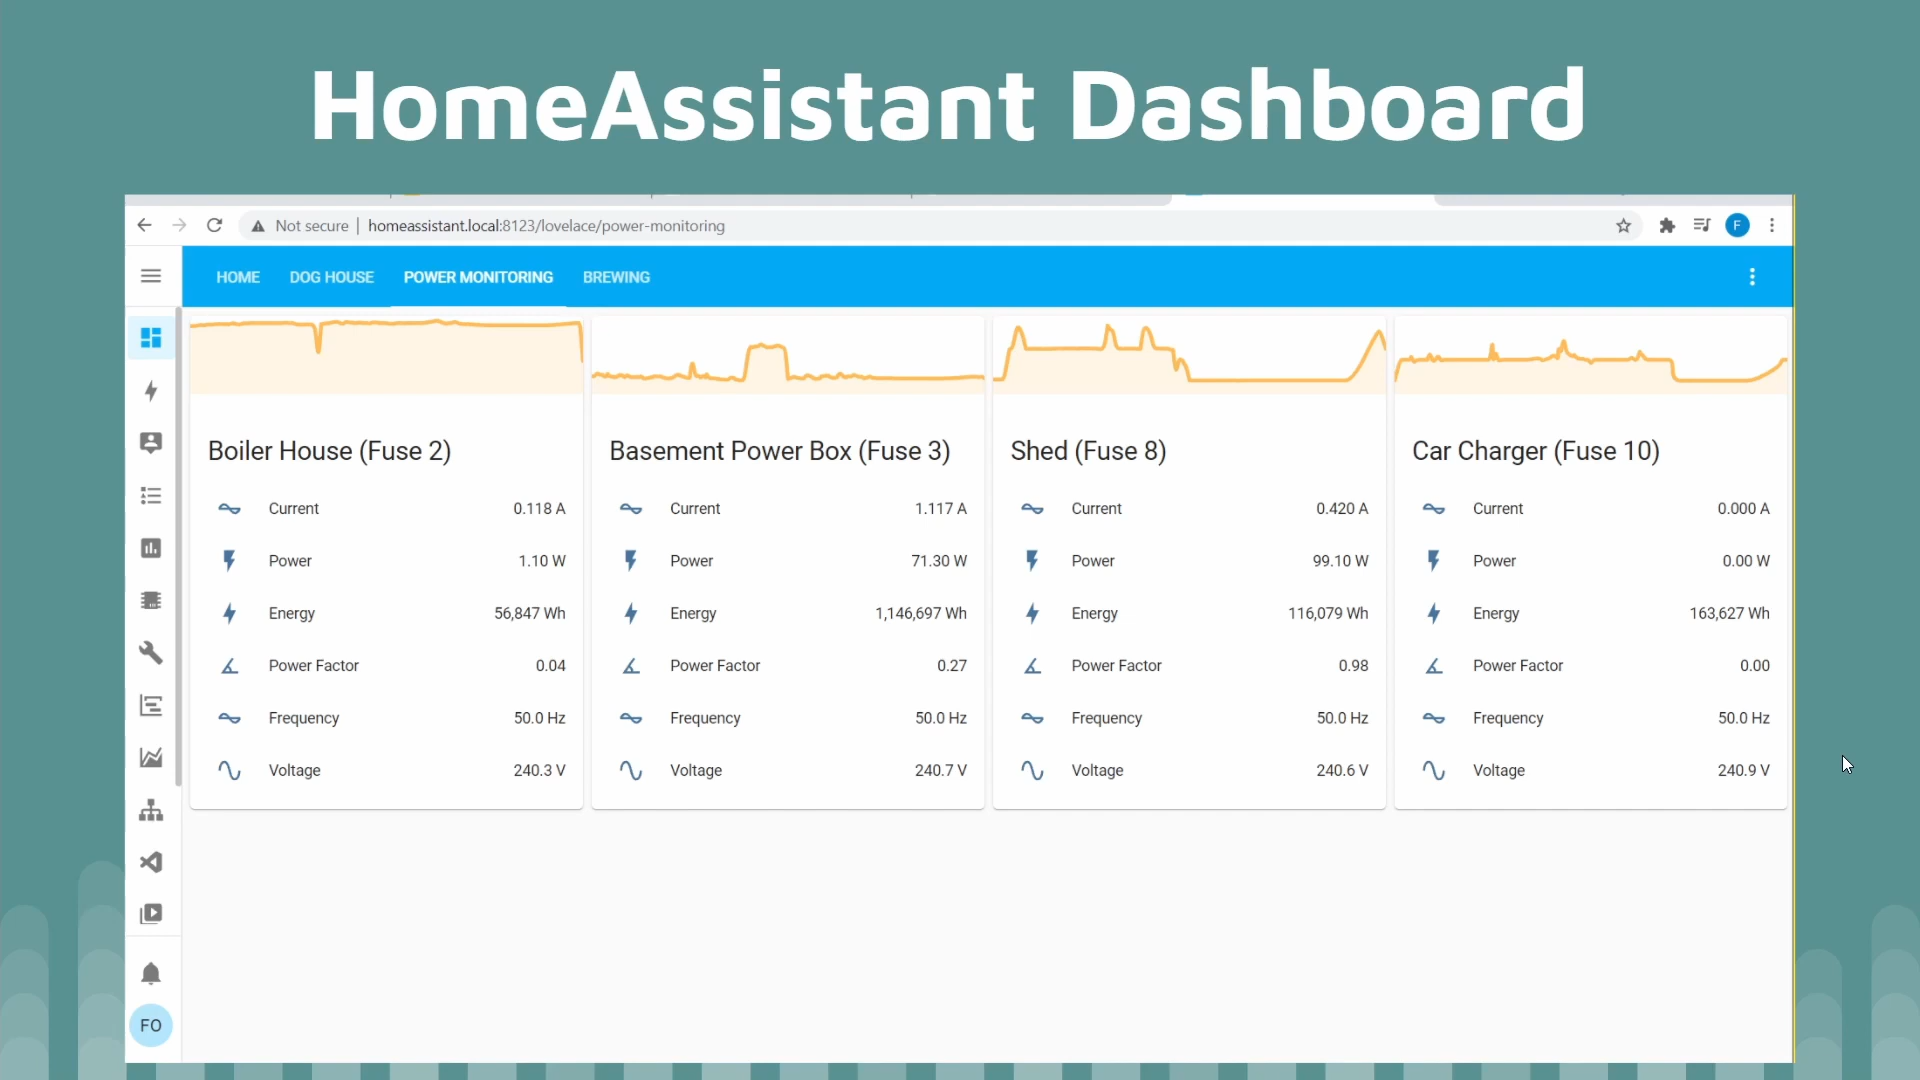 HomeAssistant Dashboard
Not secure | homeassistant.local:8123/lovelace/power-monitoring
F
HOME DOG HOUSE POWER MONITORING BREWING
Boiler House (Fuse 2)
Current 0.118 A
Power 1.10 W
Energy 56,847 Wh
Power Factor 0.04
Frequency 50.0 Hz
Voltage 240.3 V
Basement Power Box (Fuse 3)
Current 1.117 A
Power 71.30 W
Energy 1,146,697 Wh
Power Factor 0.27
Frequency 50.0 Hz
Voltage 240.7 V
Shed (Fuse 8)
Current 0.420 A
Power 99.10 W
Energy 116,079 Wh
Power Factor 0.98
Frequency 50.0 Hz
Voltage 240.6 V
Car Charger (Fuse 10)
Current 0.000 A
Power 0.00 W
Energy 163,627 Wh
Power Factor 0.00
Frequency 50.0 Hz
Voltage 240.9 V
FO